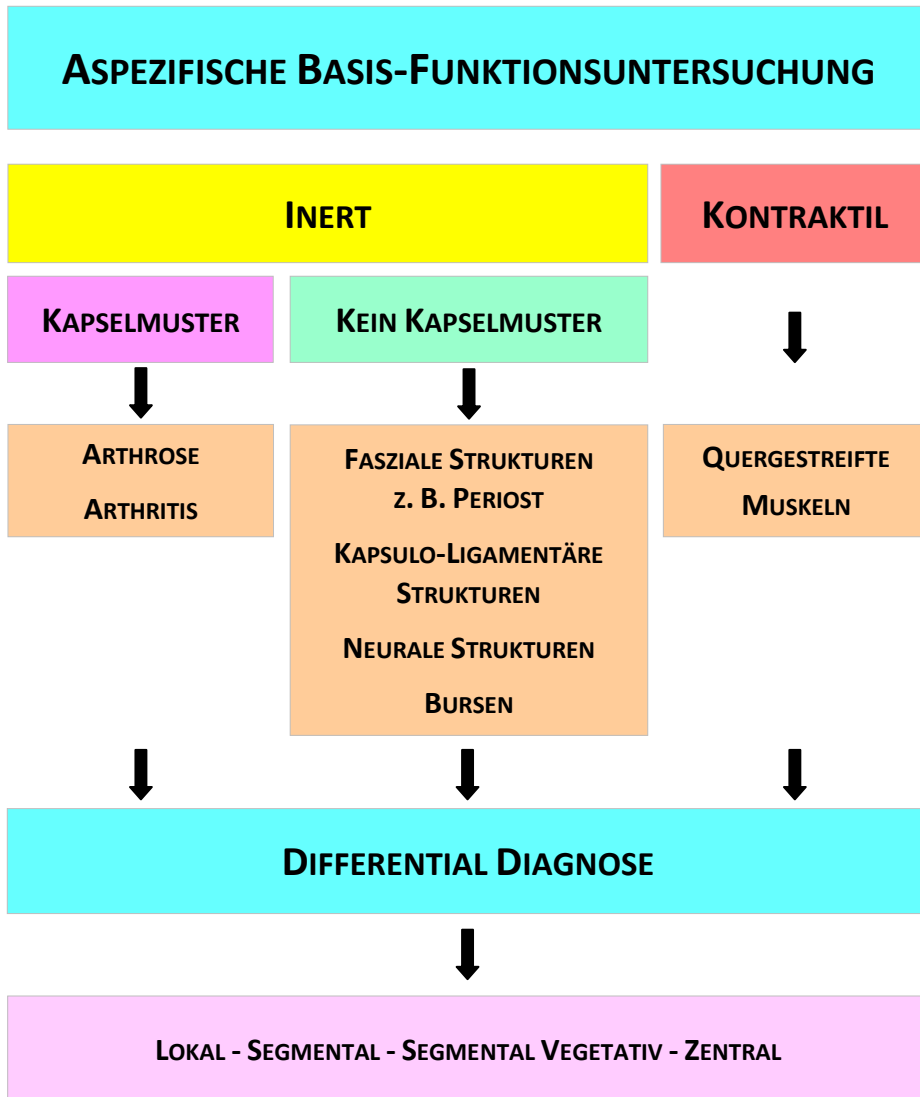 ASPEZIFISCHE BASIS-FUNKTIONSUNTERSUCHUNG
INERT
KONTRAKTIL
KAPSELMUSTER
KEIN KAPSELMUSTER
ARTHROSE
ARTHRITIS
FASZIALE STRUKTUREN
Z. B. PERIOST
KAPSULO-LIGAMENTÄRE
STRUKTUREN
NEURALE STRUKTUREN
BURSEN
QUERGESTREIFTE
MUSKELN
DIFFERENTIAL DIAGNOSE
LOKAL - SEGMENTAL - SEGMENTAL VEGETATIV - ZENTRAL